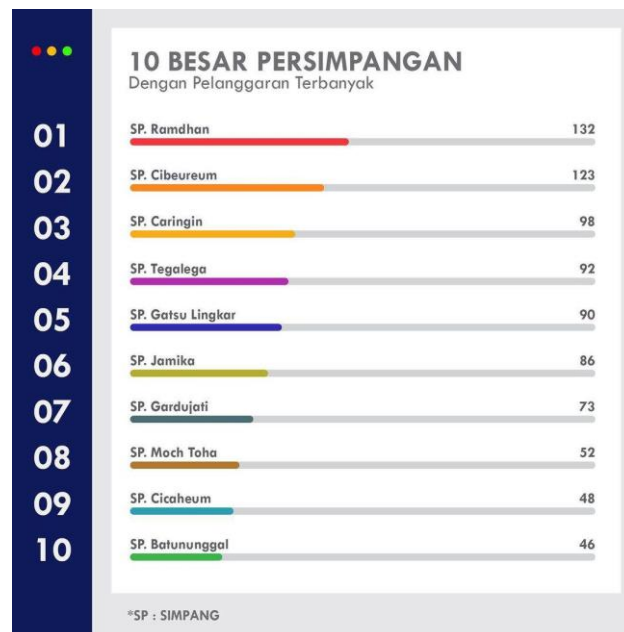 10 BESAR PERSIMPANGAN
Dengan Pelanggaran Terbanyak
01 SP. Ramdhan 132
02 SP. Cibeureum 123
03 SP. Caringin 98
04 SP. Tegalega 92
05 SP. Gatsu Lingkar 90
06 SP. Jamika 86
07 SP. Gardujati 73
08 SP. Moch Toha 52
09 SP. Cicaheum 48
10 SP. Batununggal 46
*SP : SIMPANG